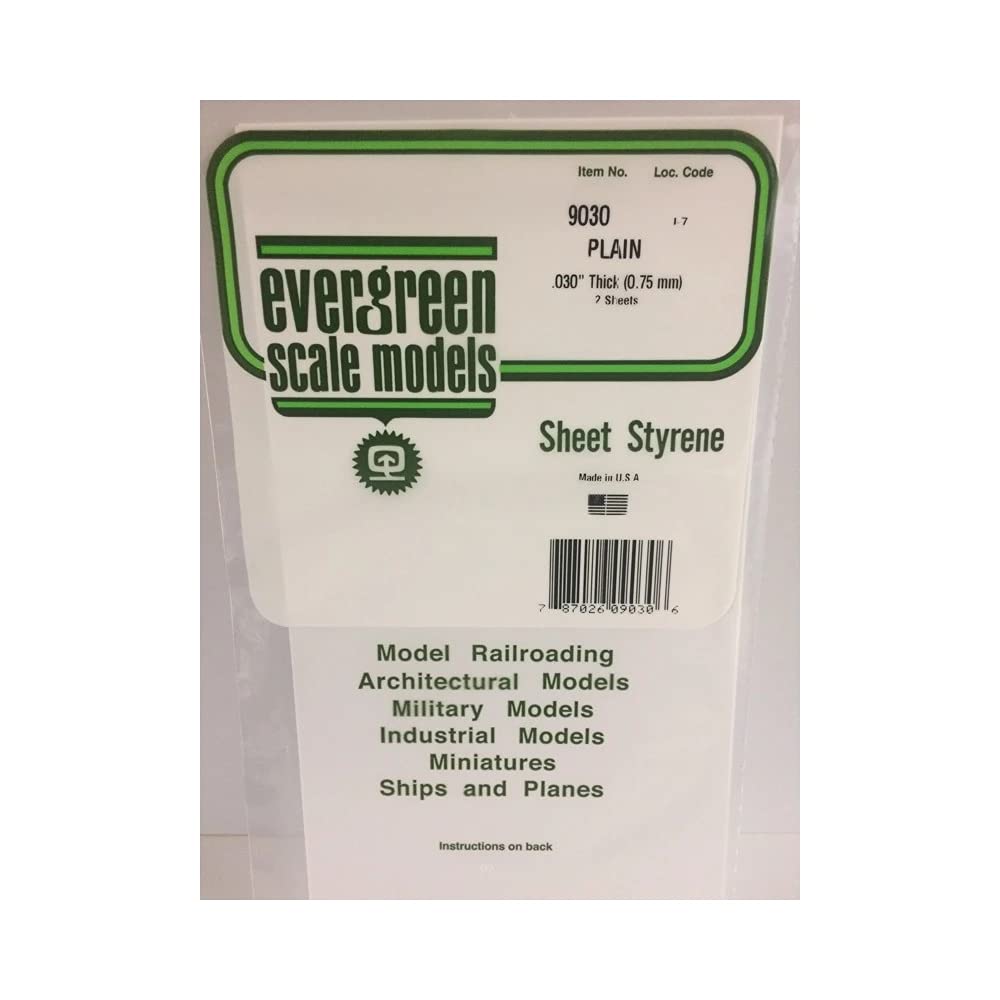 Item No. Loc. Code
9030
PLAIN
.030" Thick (0.75 mm)
2 Sheets
evergreen
scale models
Sheet Styrene
Made in U.S.A
7 87026 09030 6
Model Railroading
Architectural Models
Military Models
Industrial Models
Miniatures
Ships and Planes
Instructions on back